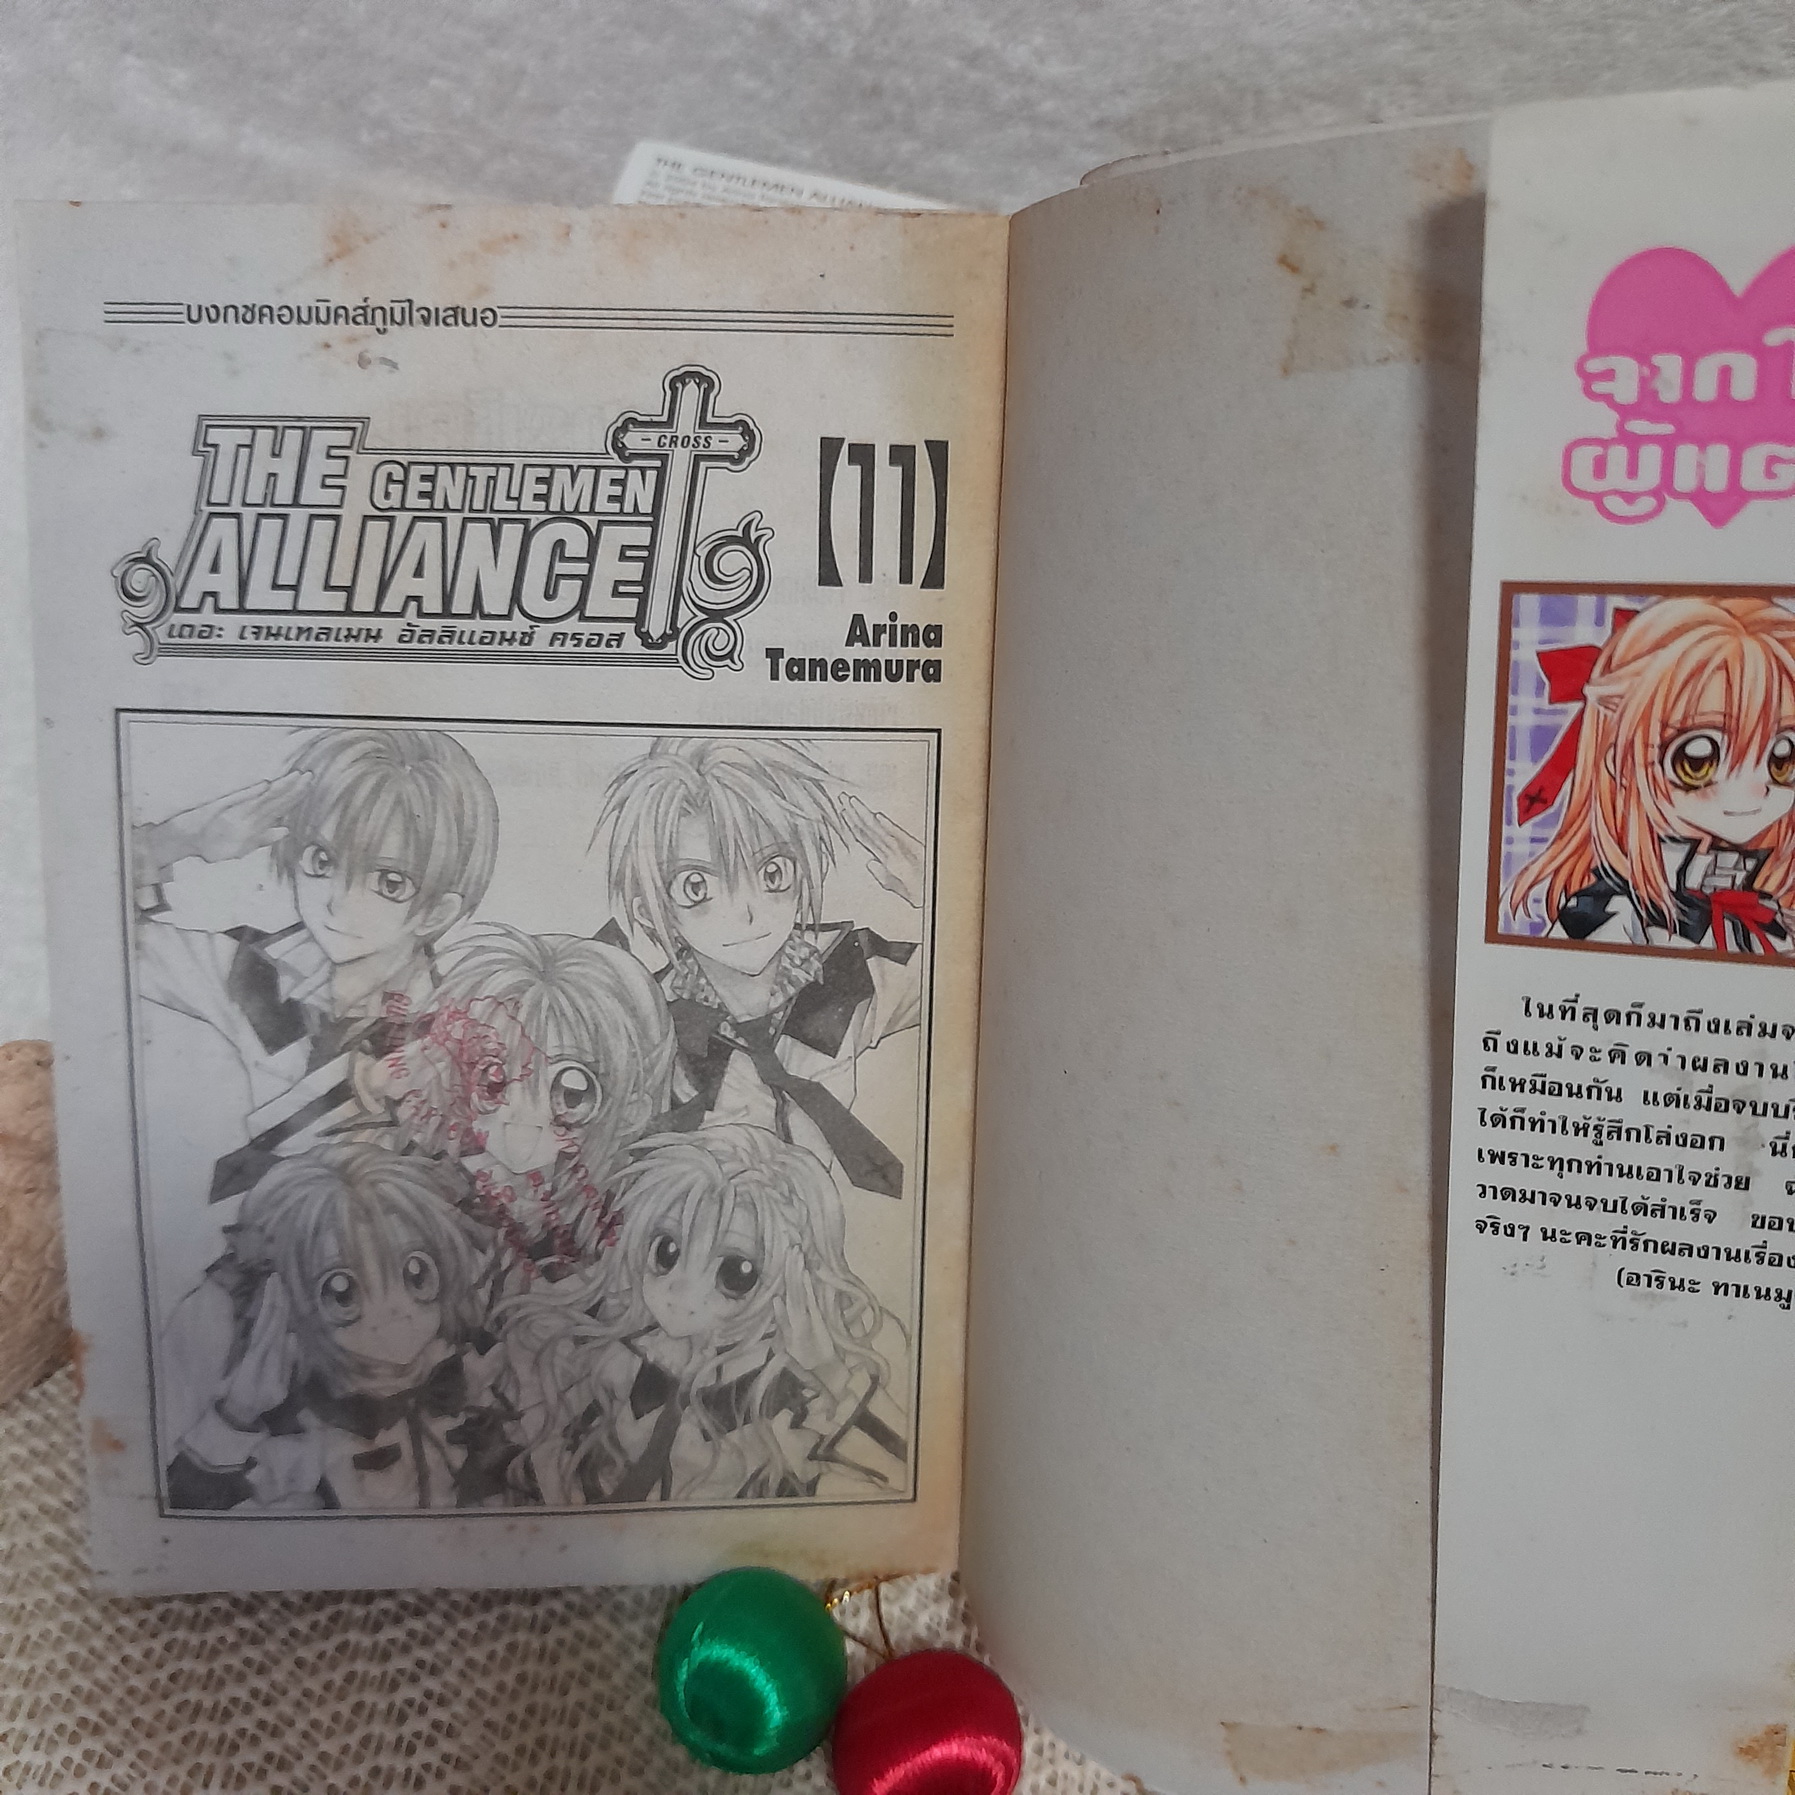 THE GENTLEMEN
บงกชคอมมิคส์ภูมิใจเสนอ
THE GENTLEMEN
ALLIANCE
- CROSS -
เดอะ เจนเทลเมน อัลลิแอนซ์ ครอส
【11】
Arina
Tanemura
จาก
ในที่สุดก็มาถึงเล่ม
ถึงแม้จะคิดว่าผลงาน
ก็เหมือนกัน แต่เมื่อจบ
ได้ก็ทำให้รู้สึกโล่งอก
เพราะทุกท่านเอาใจช่วย
วาดมาจนจบได้สำเร็จ
จริงๆ นะคะที่รักผลงานเรื่อง
(อารินะ ทาเนมู